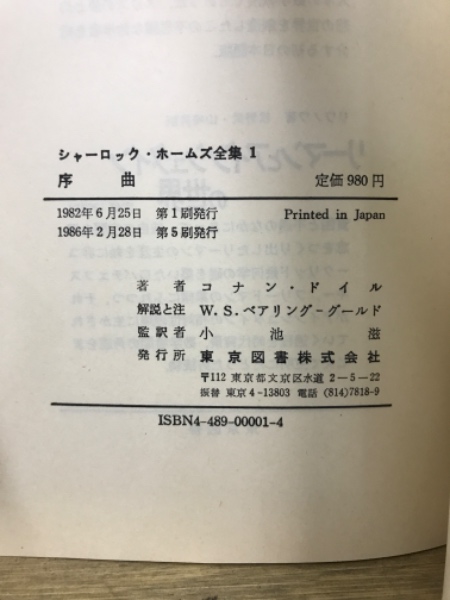 シャーロック・ホームズ全集 1
序 曲 定価 980 円
1982年 6 月 25日 第 1 刷発行 Printed in Japan
1986年 2 月 28日 第 5 刷発行
著 者 コナン・ドイル
解説と注 W. S. ベアリング－グールド
監訳者 小 池 滋
発行所 東京図書株式会社
〒112 東京都文京区水道 2－5－22
振替 東京 4－13803 電話 (814)7818-9
ISBN4-489-00001-4